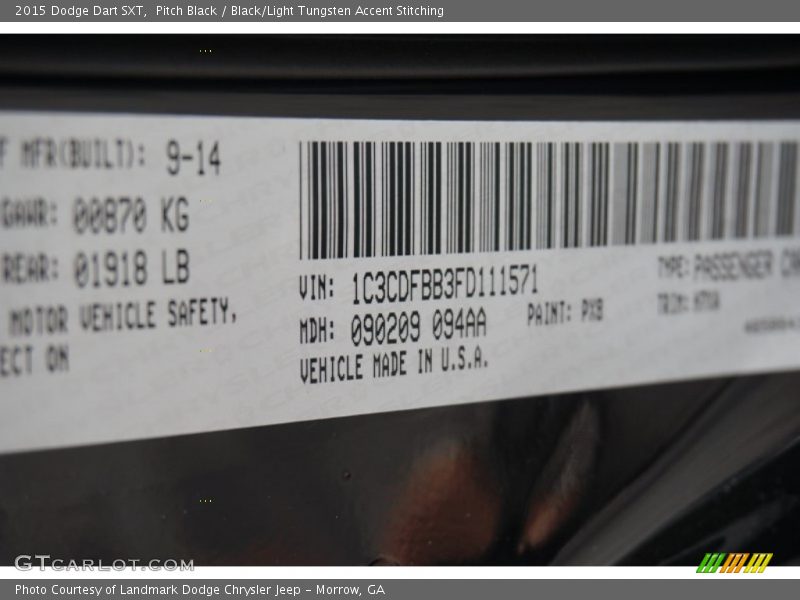 2015 Dodge Dart SXT, Pitch Black / Black/Light Tungsten Accent Stitching
F MFR(BUILT): 9-14
GAWR: 00870 KG
REAR: 01918 LB
MOTOR VEHICLE SAFETY,
ECT ON
VIN: 1C3CDFBB3FD111571
MDH: 090209 094AA
VEHICLE MADE IN U.S.A.
PAINT: PXB
TYPE: PASSENGER
TRIM:
GTCARLOT.COM
Photo Courtesy of Landmark Dodge Chrysler Jeep – Morrow, GA